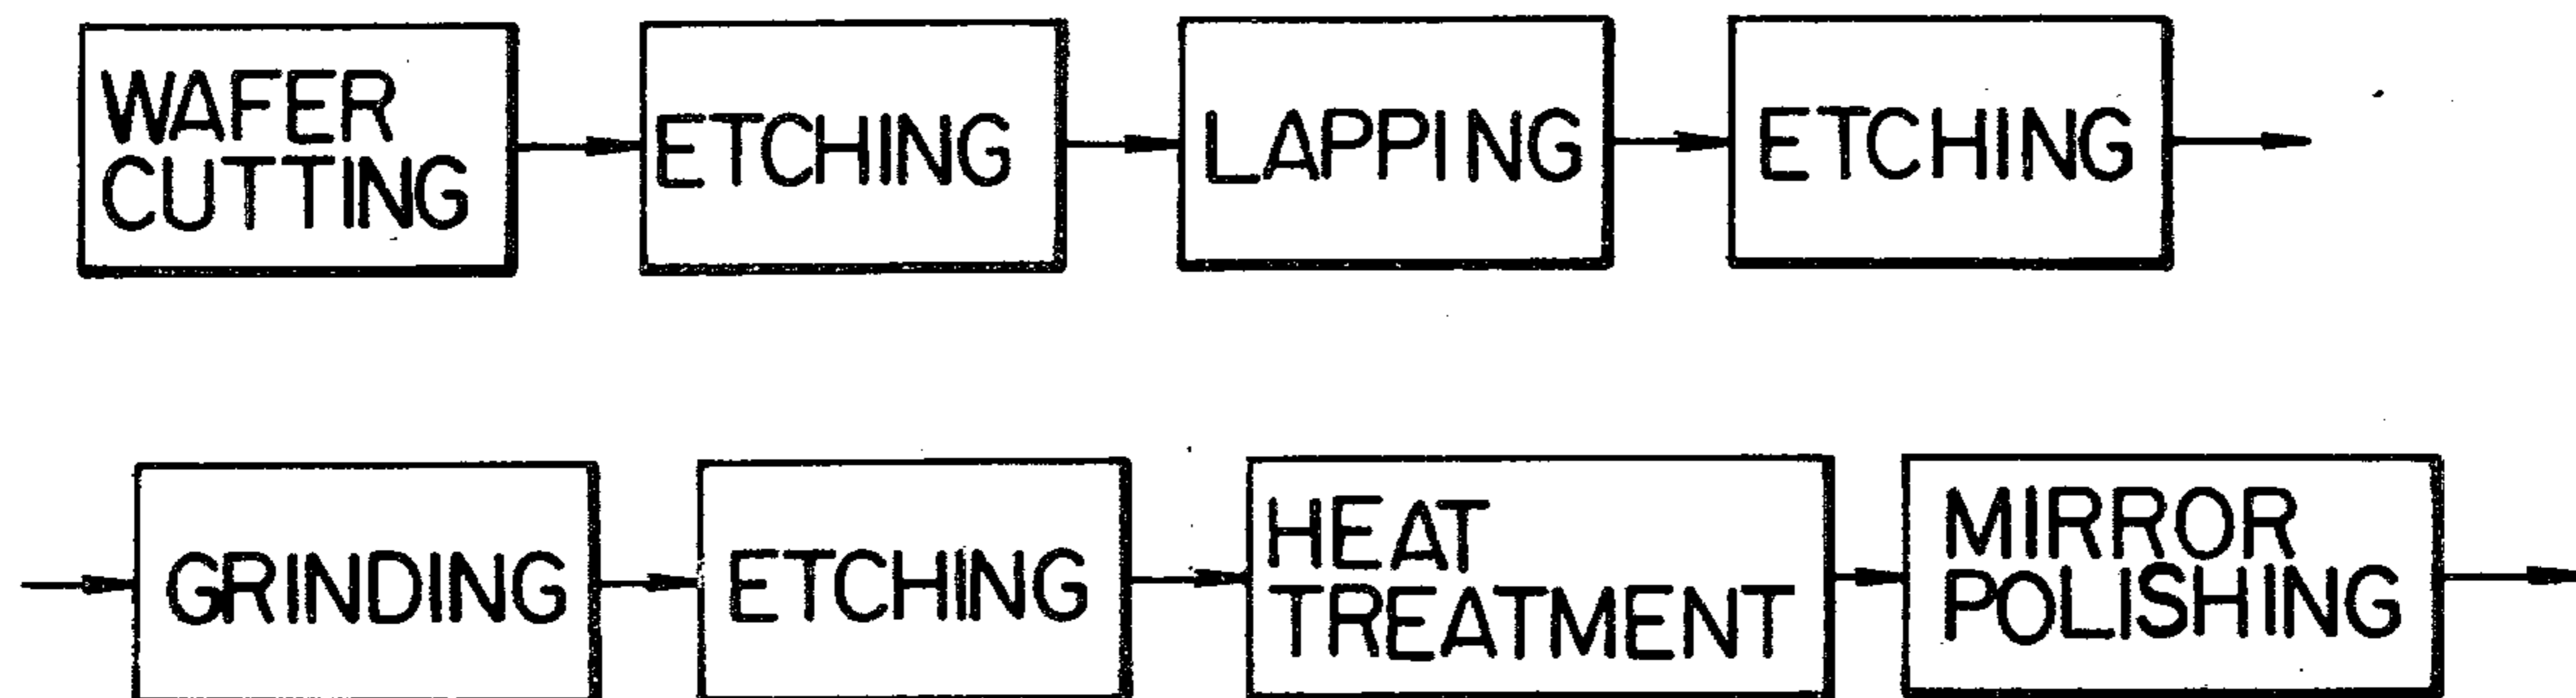 WAFER
CUTTING
ETCHING
LAPPING
ETCHING
GRINDING
ETCHING
HEAT
TREATMENT
MIRROR
POLISHING